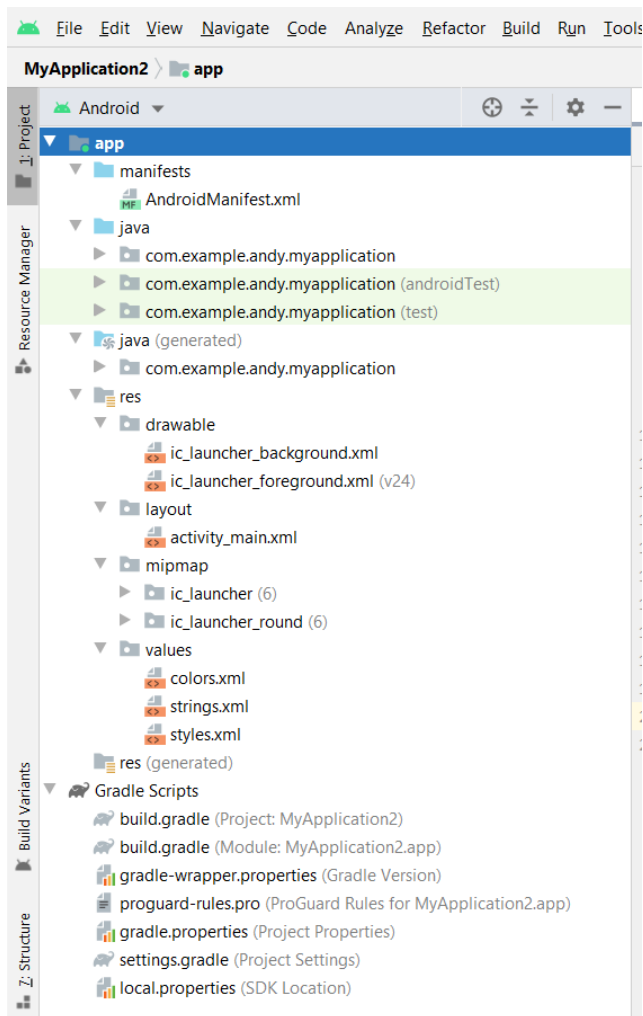 File Edit View Navigate Code Analyze Refactor Build Run Tools
MyApplication2 app
Android
1: Project
Resource Manager
Build Variants
Z: Structure
app
manifests
MF AndroidManifest.xml
java
com.example.andy.myapplication
com.example.andy.myapplication (androidTest)
com.example.andy.myapplication (test)
java (generated)
com.example.andy.myapplication
res
drawable
ic_launcher_background.xml
ic_launcher_foreground.xml (v24)
layout
activity_main.xml
mipmap
ic_launcher (6)
ic_launcher_round (6)
values
colors.xml
strings.xml
styles.xml
res (generated)
Gradle Scripts
build.gradle (Project: MyApplication2)
build.gradle (Module: MyApplication2.app)
gradle-wrapper.properties (Gradle Version)
proguard-rules.pro (ProGuard Rules for MyApplication2.app)
gradle.properties (Project Properties)
settings.gradle (Project Settings)
local.properties (SDK Location)